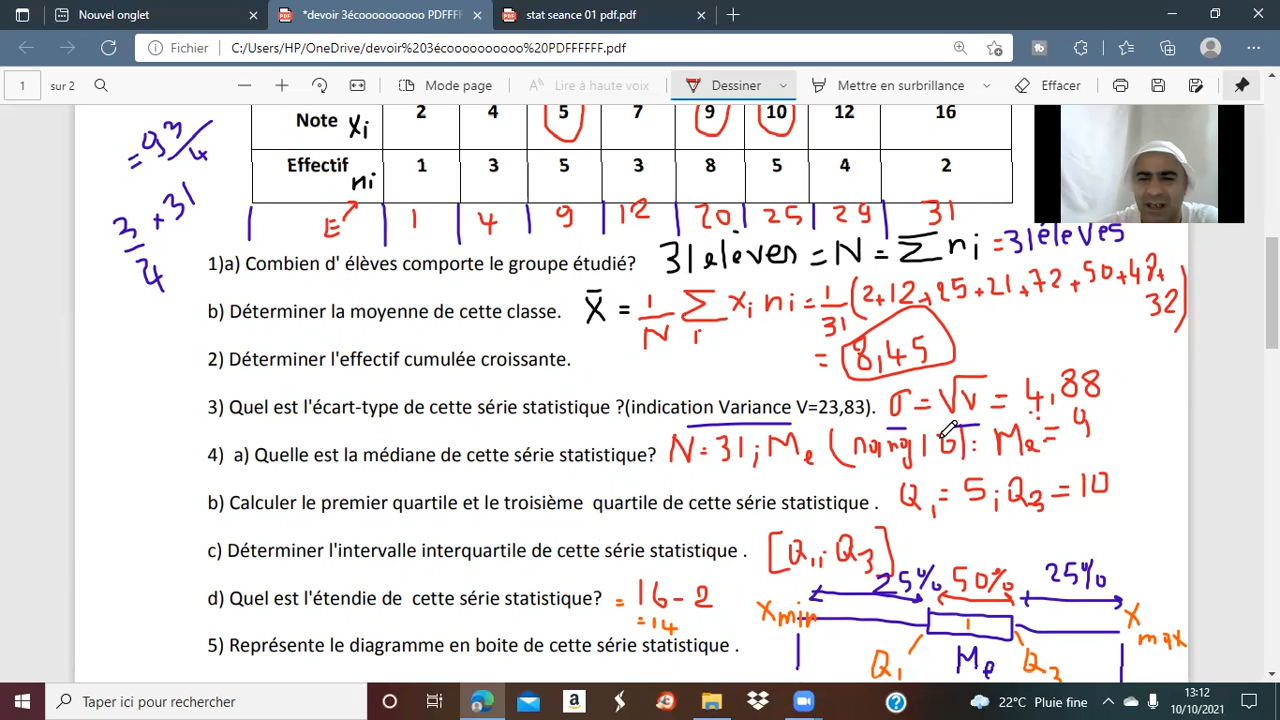 Nouvel onglet
*devoir 3écoooooooooo PDFFFF
stat seance 01 pdf.pdf
Fichier
C:/Users/HP/OneDrive/devoir%203écoooooooooo%20PDFFFFFF.pdf
1 sur 2
Mode page
Lire à haute voix
Dessiner
Mettre en surbrillance
Effacer
Note xi 2 4 5 7 9 10 12 16
Effectif ni 1 3 5 3 8 5 4 2
E 1 4 9 12 20 25 29 31
= 93/4
3/4 × 31
1)a) Combien d' élèves comporte le groupe étudié? 31 eleves = N = Σ ni = 31 éleves
b) Déterminer la moyenne de cette classe. X̄ = 1/N Σ i xi ni = 1/31 (2+12+25+21+72+50+48+32)
= 8,45
2) Déterminer l'effectif cumulée croissante.
3) Quel est l'écart-type de cette série statistique ?(indication Variance V=23,83). σ = √V = 4,88
4) a) Quelle est la médiane de cette série statistique? N = 31 ; Me Me = 9
b) Calculer le premier quartile et le troisième quartile de cette série statistique . Q1 = 5 ; Q3 = 10
c) Déterminer l'intervalle interquartile de cette série statistique . [Q1 ; Q3]
25% 50% 25%
d) Quel est l'étendie de cette série statistique? = 16 - 2
= 14
x min x max
5) Représente le diagramme en boite de cette série statistique .
Q1 Me Q3
Taper ici pour rechercher
22°C Pluie fine
13:12
10/10/2021